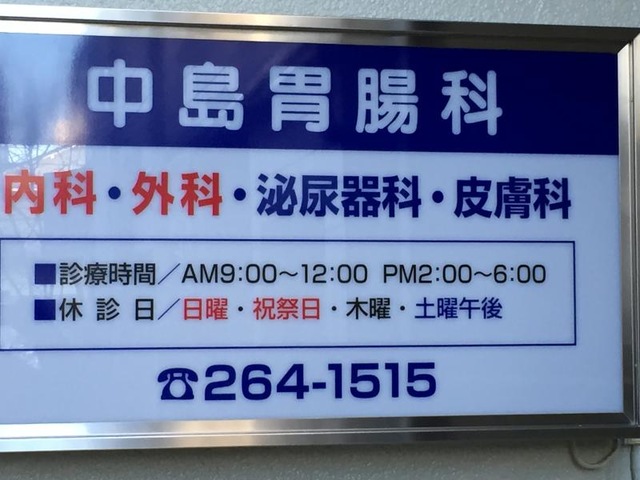 中島胃腸科
内科・外科・泌尿器科・皮膚科
■診療時間／AM9:00〜12:00 PM2:00〜6:00
■休診日／日曜・祝祭日・木曜・土曜午後
☎264-1515